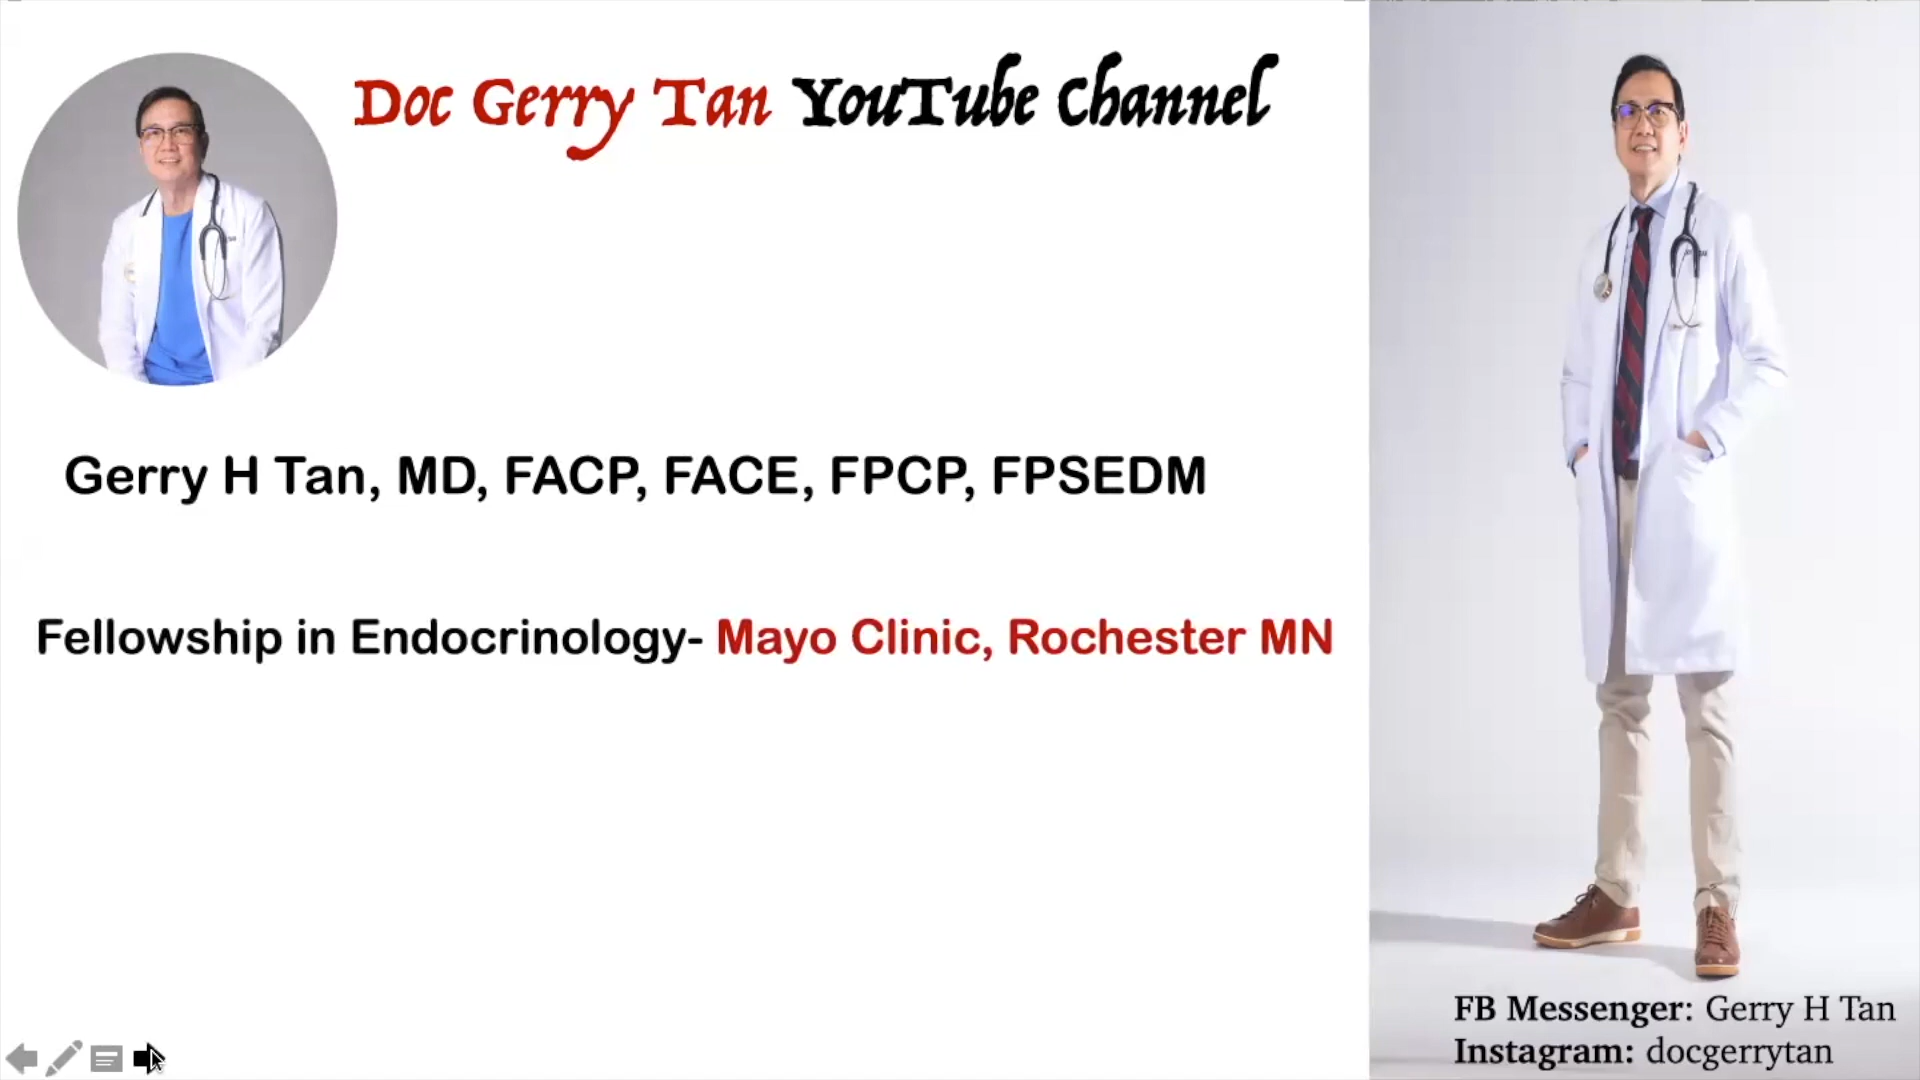 Doc Gerry Tan YouTube Channel
Gerry H Tan, MD, FACP, FACE, FPCP, FPSEDM
Fellowship in Endocrinology- Mayo Clinic, Rochester MN
FB Messenger: Gerry H Tan
Instagram: docgerrytan